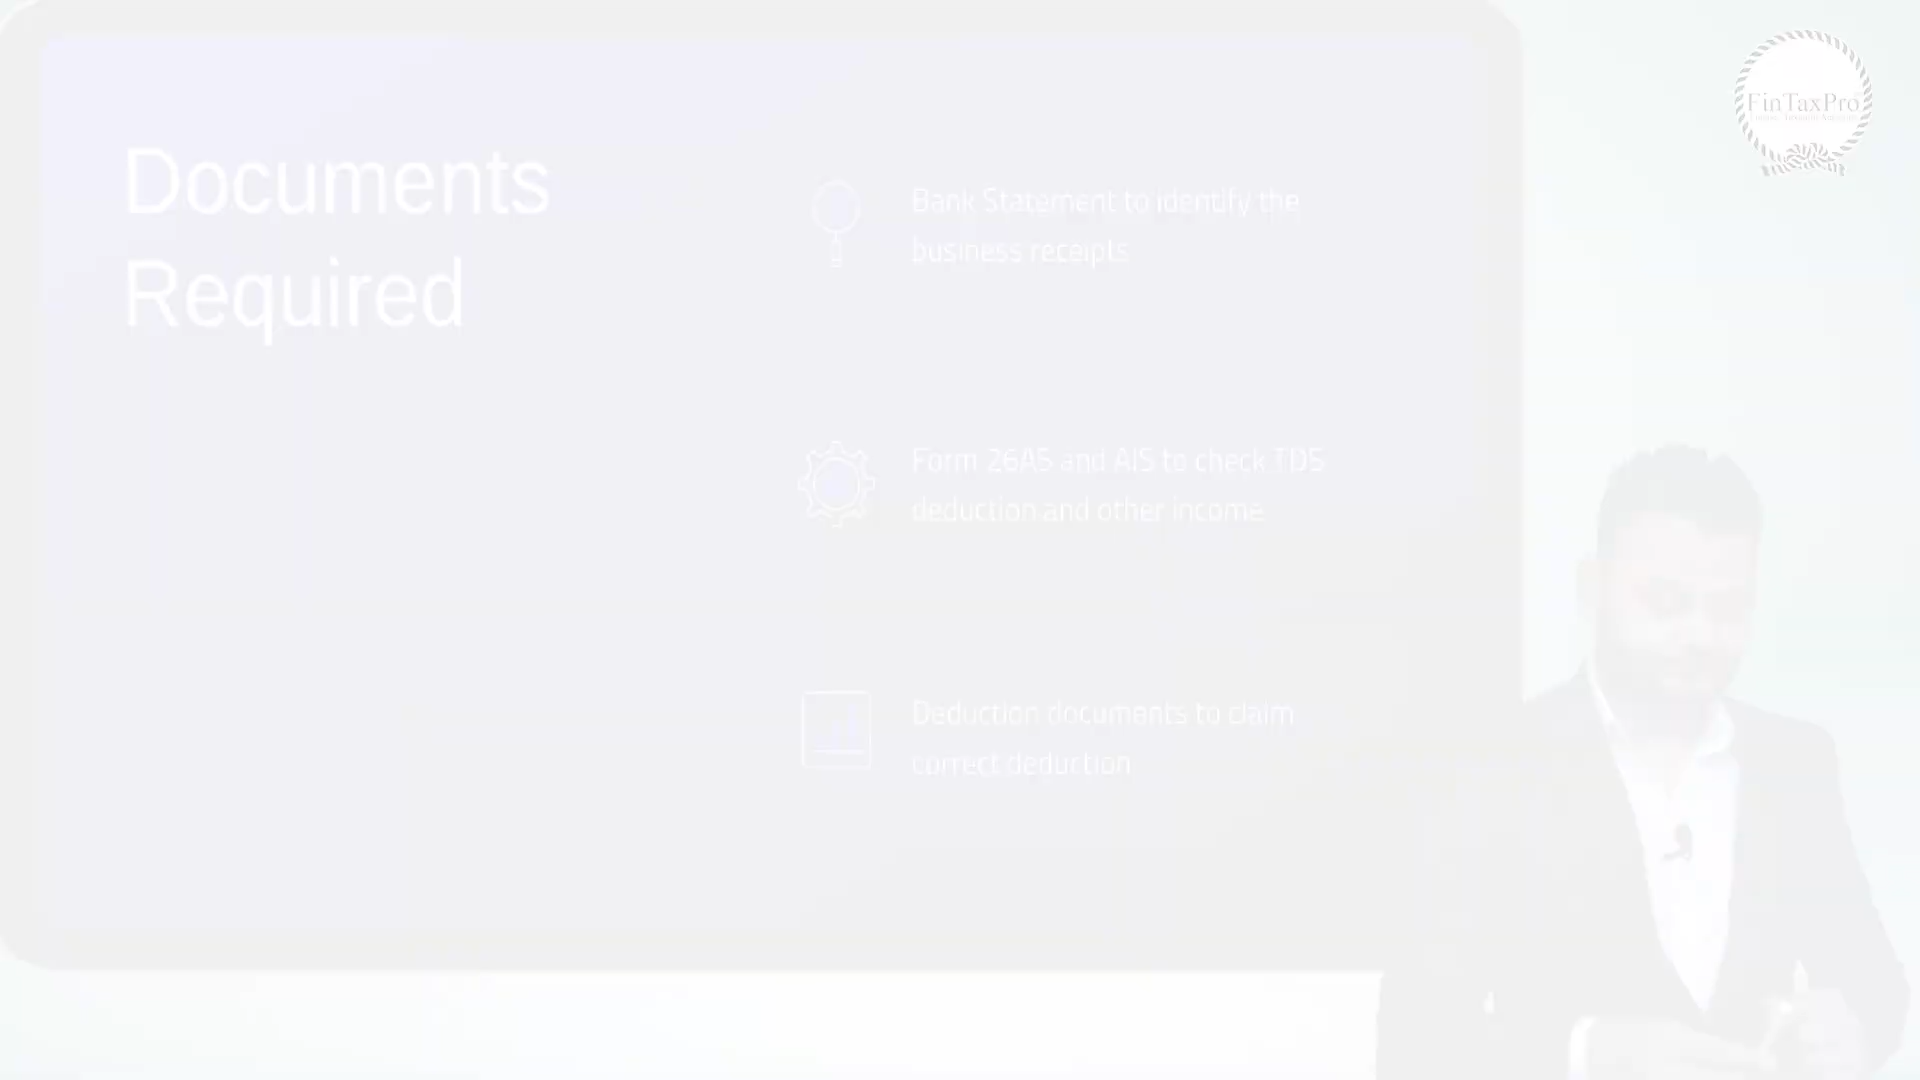 Documents
Required
Bank Statement to identify the
business receipts
Form 26AS and AIS to check TDS
deduction and other income
Deduction documents to claim
correct deduction
FinTaxPro